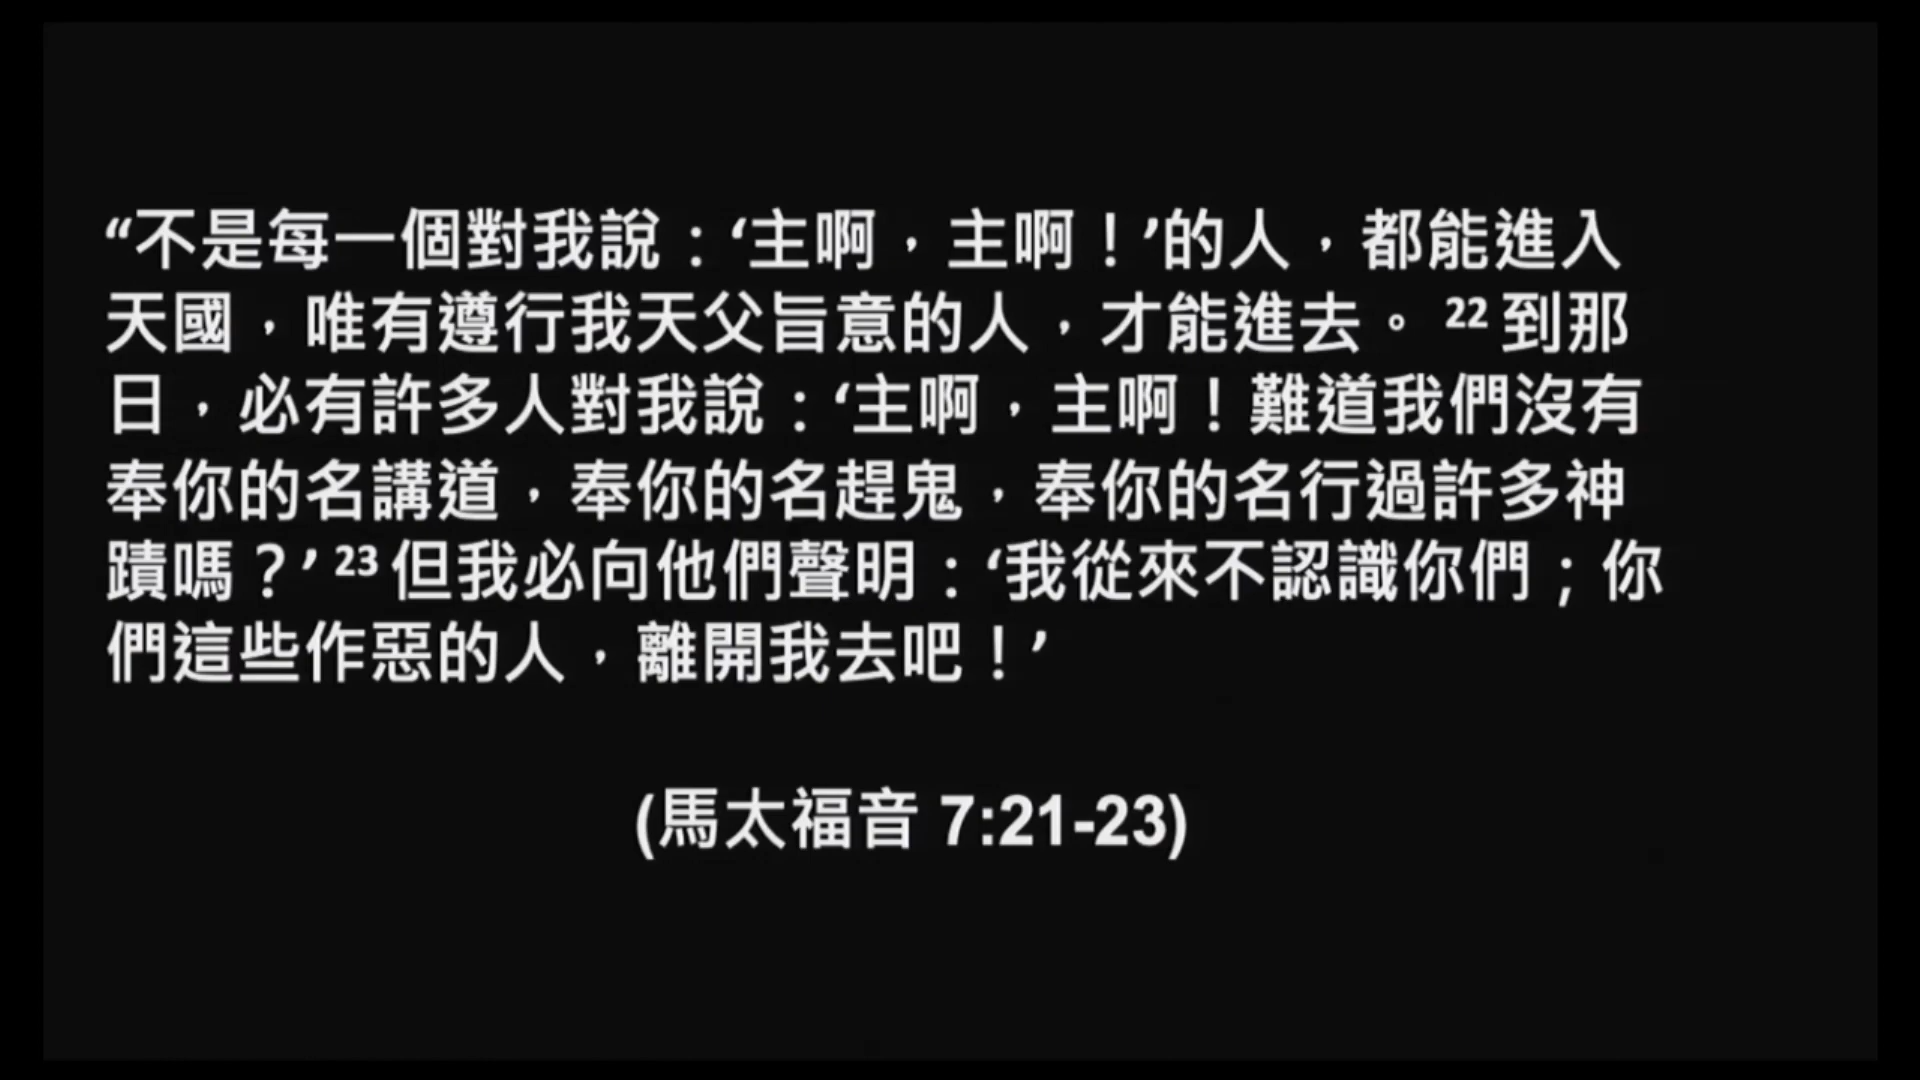 “不是每一個對我說：‘主啊，主啊！’的人，都能進入
天國，唯有遵行我天父旨意的人，才能進去。 22 到那
日，必有許多人對我說：‘主啊，主啊！難道我們沒有
奉你的名講道，奉你的名趕鬼，奉你的名行過許多神
蹟嗎？’ 23 但我必向他們聲明：‘我從來不認識你們；你
們這些作惡的人，離開我去吧！’
(馬太福音 7:21-23)